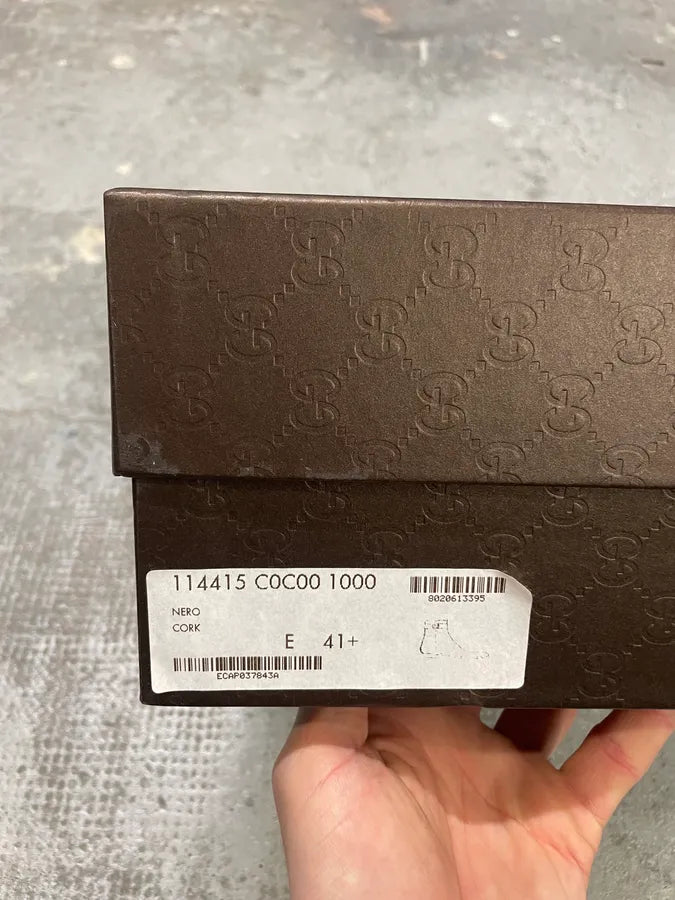 114415 C0C00 1000
8020613395
NERO
CORK
E 41+
ECAP037843A